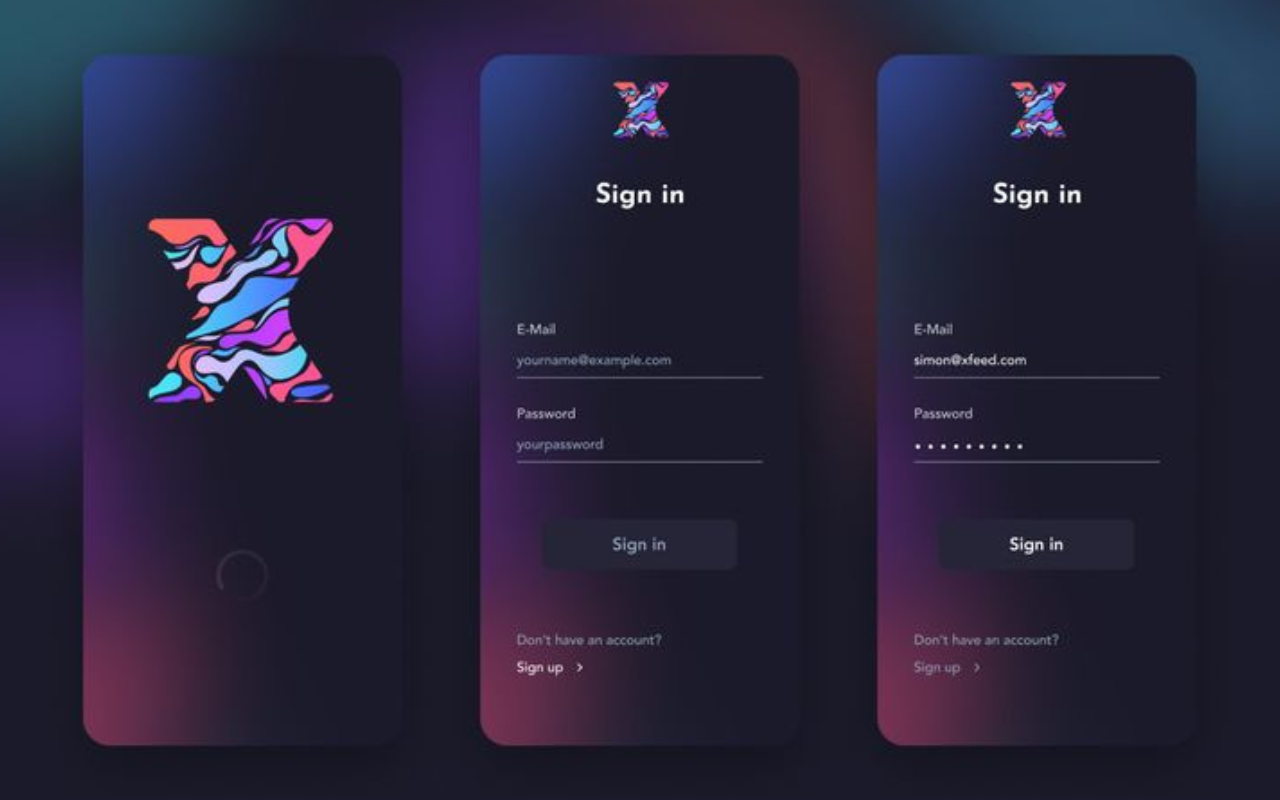 X
X
Sign in
E-Mail
yourname@example.com
Password
yourpassword
Sign in
Don't have an account?
Sign up >
X
Sign in
E-Mail
simon@xfeed.com
Password
•••••••••
Sign in
Don't have an account?
Sign up >